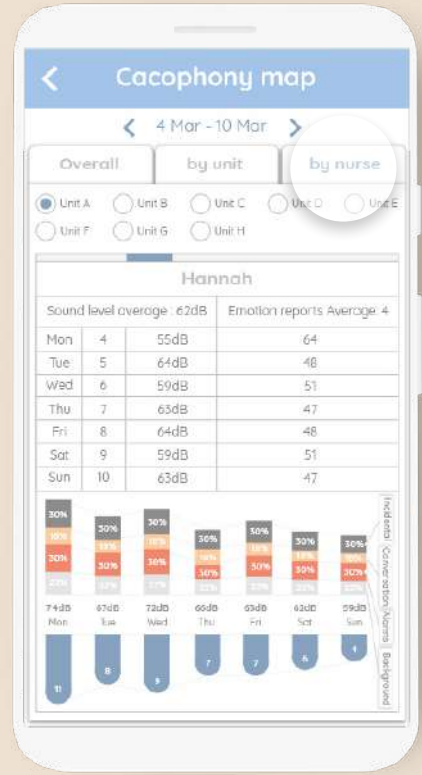 Cacophony map
4 Mar - 10 Mar
Overall by unit by nurse
Unit A Unit B Unit C Unit D Unit E
Unit F Unit G Unit H
Hannah
Sound level average : 62dB Emotion reports Average: 4
Mon 4 55dB 64
Tue 5 64dB 48
Wed 6 59dB 51
Thu 7 63dB 47
Fri 8 64dB 48
Sat 9 59dB 51
Sun 10 63dB 47
30% 30% 30% 30% 30% 30% 30%
30% 30% 30% 30% 30% 30% 30%
74dB 67dB 72dB 66dB 63dB 62dB 59dB
Mon Tue Wed Thu Fri Sat Sun
11 8 9 7 7 6 4
Incidental
Conversation
Alarms
Background